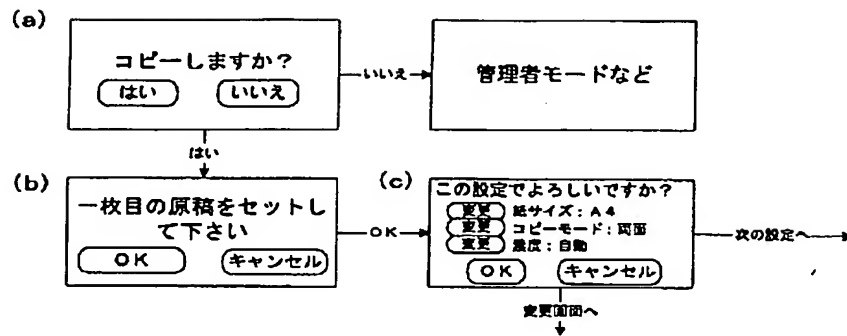 (a)
コピーしますか?
はい いいえ
いいえ
管理者モードなど
はい
(b)
一枚目の原稿をセットし
て下さい
OK キャンセル
OK
(c)
この設定でよろしいですか?
変更 紙サイズ:A4
変更 コピーモード:両面
変更 濃度:自動
OK キャンセル
次の設定へ
変更画面へ